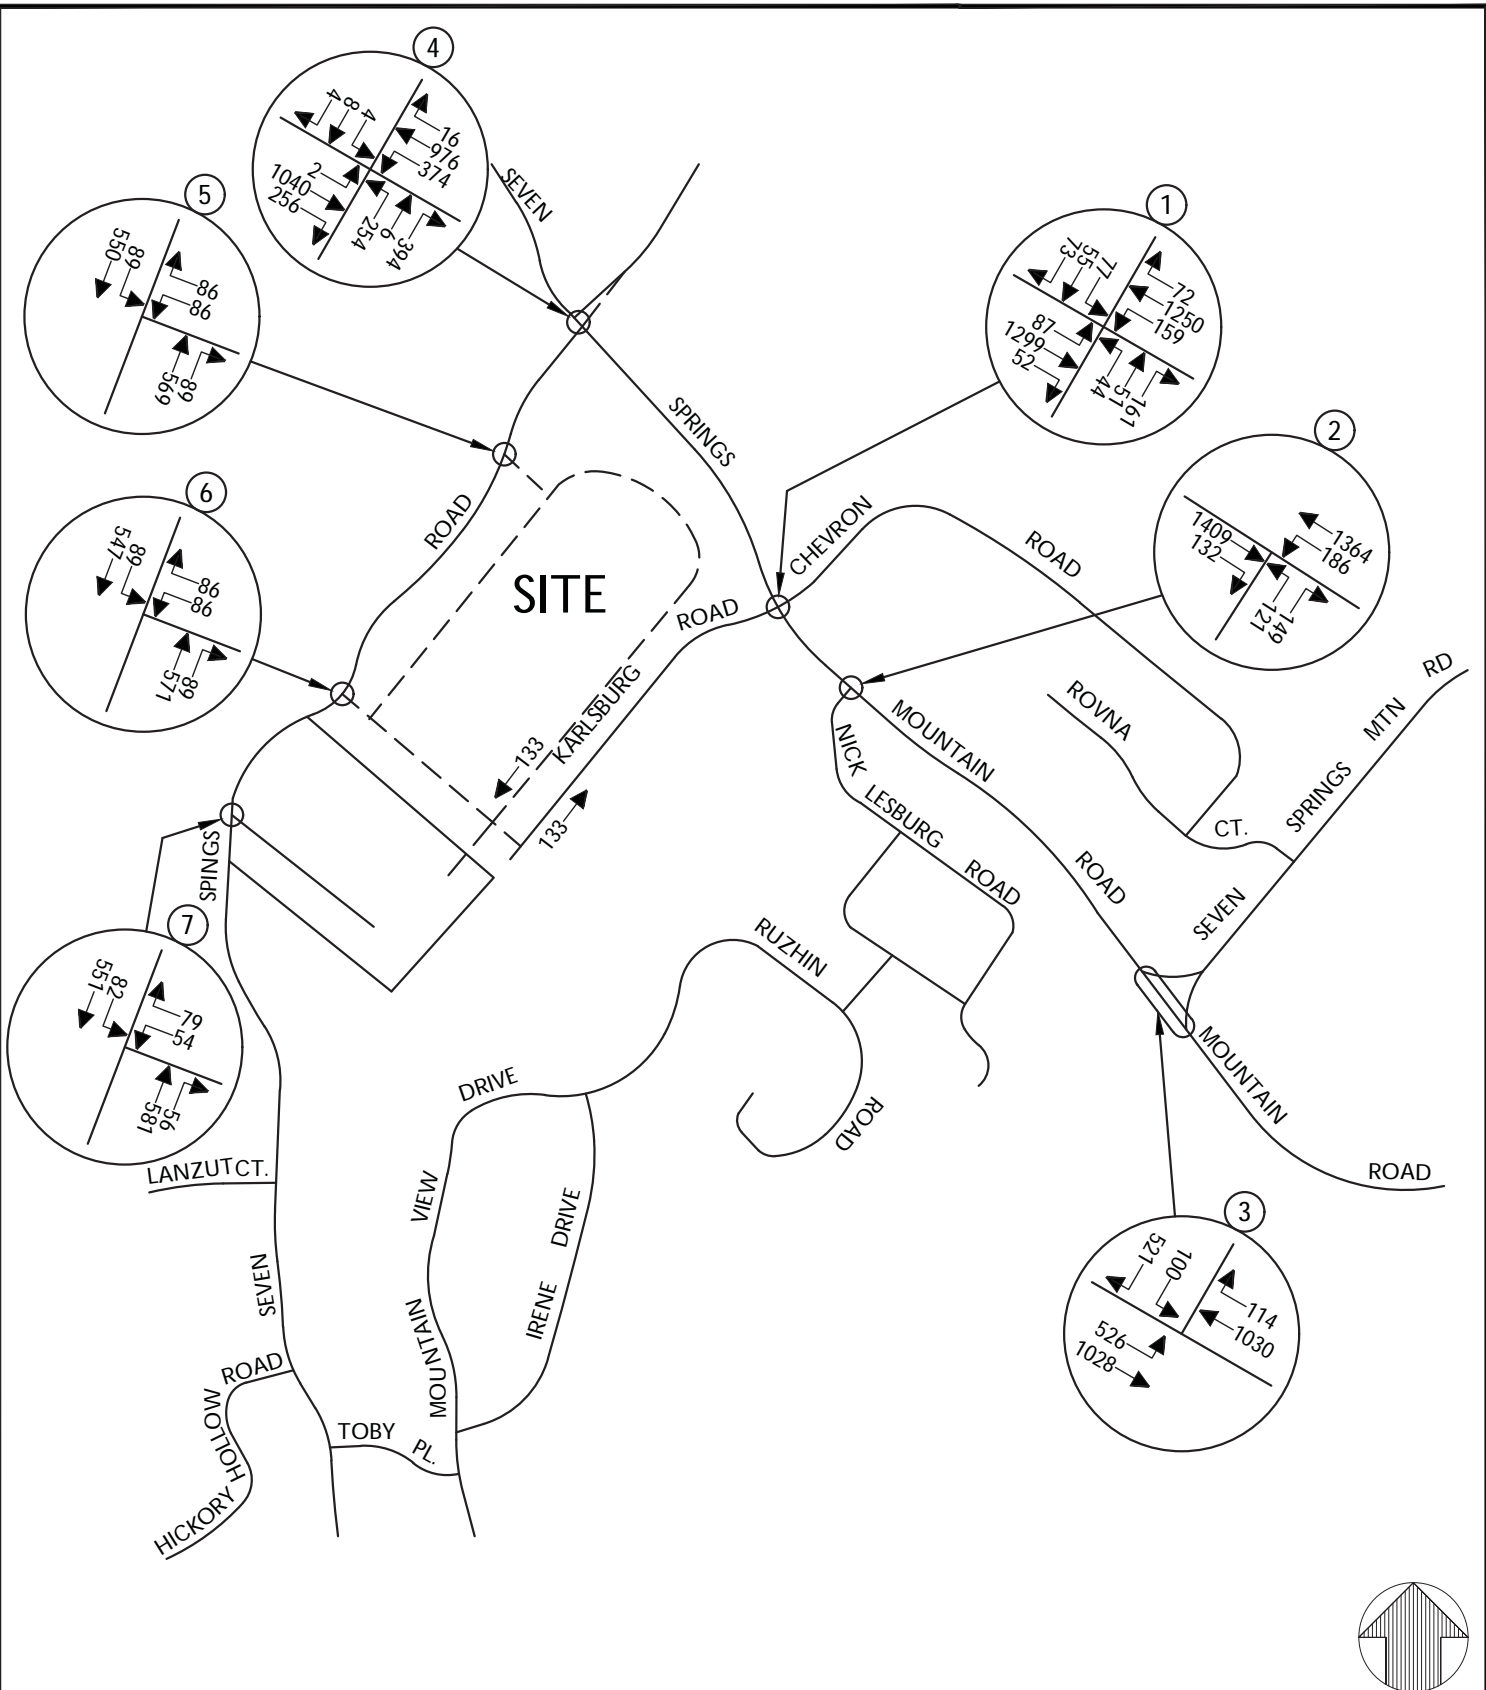 4
4
8
4
16
976
374
2
1040
256
254
6
394
5
550
89
86
86
569
89
6
547
89
86
86
571
89
SEVEN
SPRINGS
ROAD
SITE
1
73
55
77
72
1250
159
87
1299
52
44
51
161
2
1409
132
1364
186
121
149
CHEVRON
ROAD
KARLSBURG
ROAD
133
133
ROVNA
CT.
SPRINGS
MTN
RD
SEVEN
MOUNTAIN
ROAD
NICK
LESBURG
ROAD
MOUNTAIN
ROAD
RUZHIN
ROAD
SPINGS
7
551
82
79
54
581
56
LANZUT CT.
DRIVE
VIEW
MOUNTAIN
IRENE DRIVE
SEVEN
ROAD
HOLLOW
HICKORY
TOBY
PL.
3
521
100
114
1030
526
1028